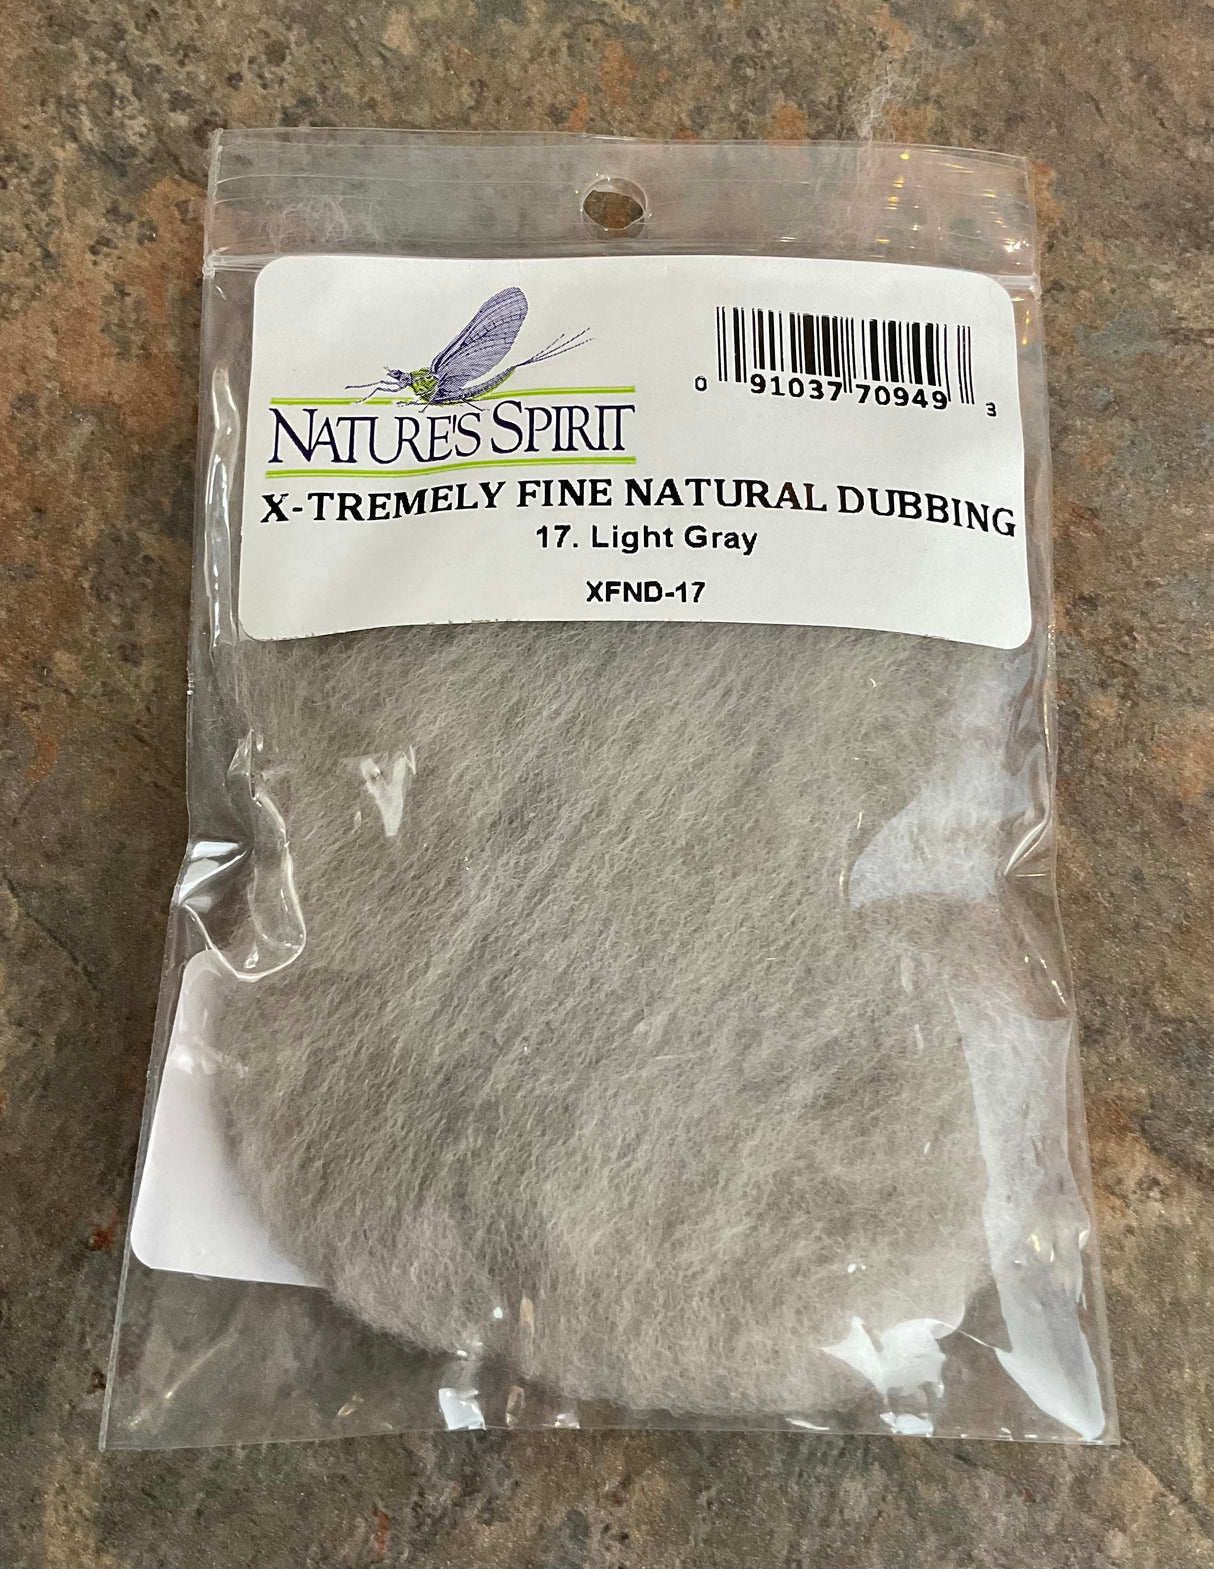 NATURE'S SPIRIT
0 91037 70949 3
X-TREMELY FINE NATURAL DUBBING
17. Light Gray
XFND-17